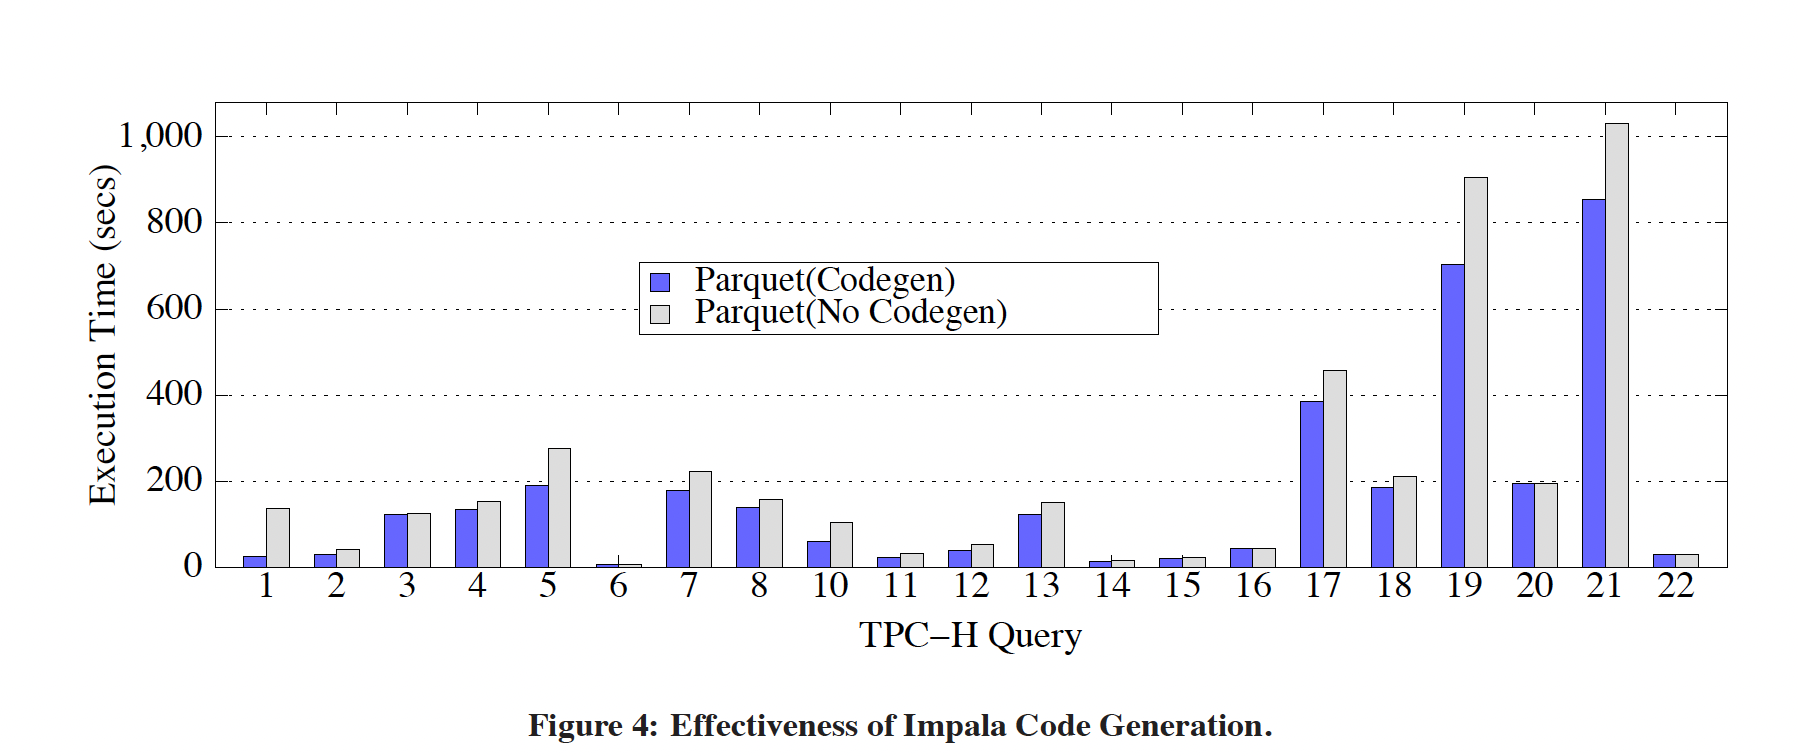 1,000
800
600
400
200
0
Execution Time (secs)
Parquet(Codegen)
Parquet(No Codegen)
1 2 3 4 5 6 7 8 10 11 12 13 14 15 16 17 18 19 20 21 22
TPC−H Query
Figure 4: Effectiveness of Impala Code Generation.